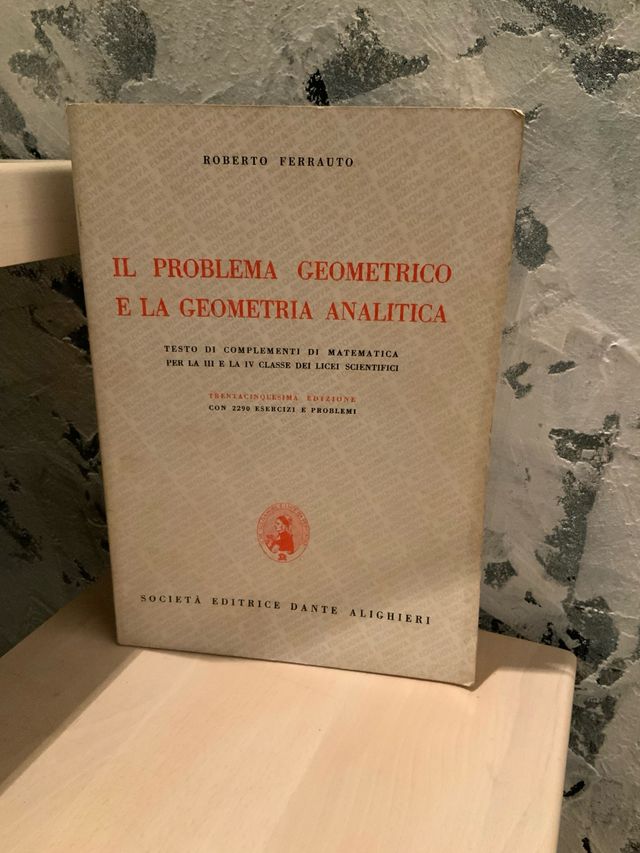 ROBERTO FERRAUTO
IL PROBLEMA GEOMETRICO
E LA GEOMETRIA ANALITICA
TESTO DI COMPLEMENTI DI MATEMATICA
PER LA III E LA IV CLASSE DEI LICEI SCIENTIFICI
TRENTACINQUESIMA EDIZIONE
CON 2290 ESERCIZI E PROBLEMI
SOCIETÀ EDITRICE DANTE ALIGHIERI